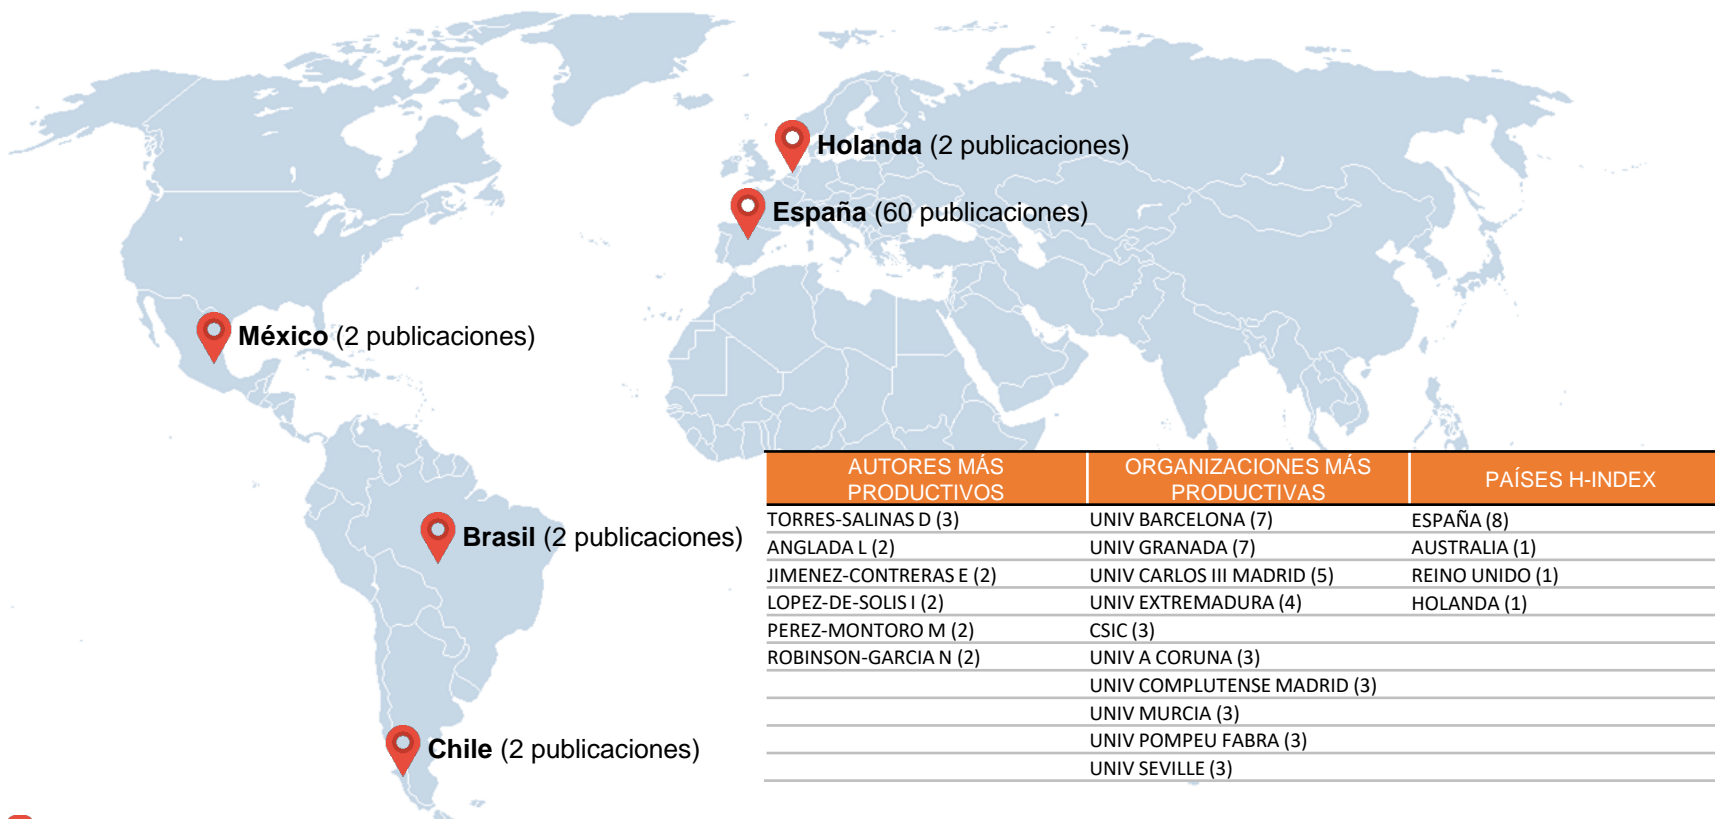 Holanda (2 publicaciones)
España (60 publicaciones)
México (2 publicaciones)
Brasil (2 publicaciones)
Chile (2 publicaciones)
AUTORES MÁS PRODUCTIVOS ORGANIZACIONES MÁS PRODUCTIVAS PAÍSES H-INDEX
TORRES-SALINAS D (3) UNIV BARCELONA (7) ESPAÑA (8)
ANGLADA L (2) UNIV GRANADA (7) AUSTRALIA (1)
JIMENEZ-CONTRERAS E (2) UNIV CARLOS III MADRID (5) REINO UNIDO (1)
LOPEZ-DE-SOLIS I (2) UNIV EXTREMADURA (4) HOLANDA (1)
PEREZ-MONTORO M (2) CSIC (3)
ROBINSON-GARCIA N (2) UNIV A CORUNA (3)
UNIV COMPLUTENSE MADRID (3)
UNIV MURCIA (3)
UNIV POMPEU FABRA (3)
UNIV SEVILLE (3)